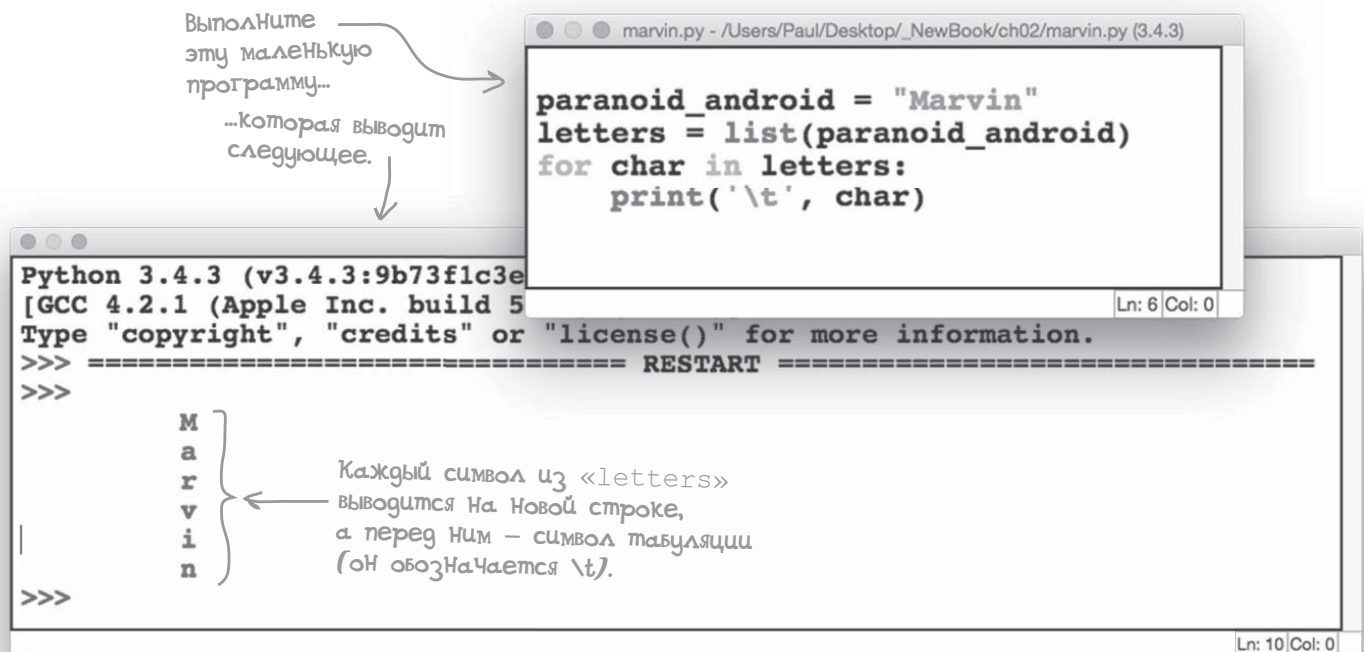 Выполните
эту маленькую
программу...
...которая выводит
следующее.
marvin.py - /Users/Paul/Desktop/_NewBook/ch02/marvin.py (3.4.3)
paranoid_android = "Marvin"
letters = list(paranoid_android)
for char in letters:
    print('\t', char)
Ln: 6 Col: 0
Python 3.4.3 (v3.4.3:9b73f1c3e
[GCC 4.2.1 (Apple Inc. build 5
Type "copyright", "credits" or "license()" for more information.
>>> ================================ RESTART ================================
>>>
M
a
r
v
i
n
Каждый символ из «letters»
выводится на новой строке,
а перед ним – символ табуляции
(он обозначается \t).
>>>
Ln: 10 Col: 0